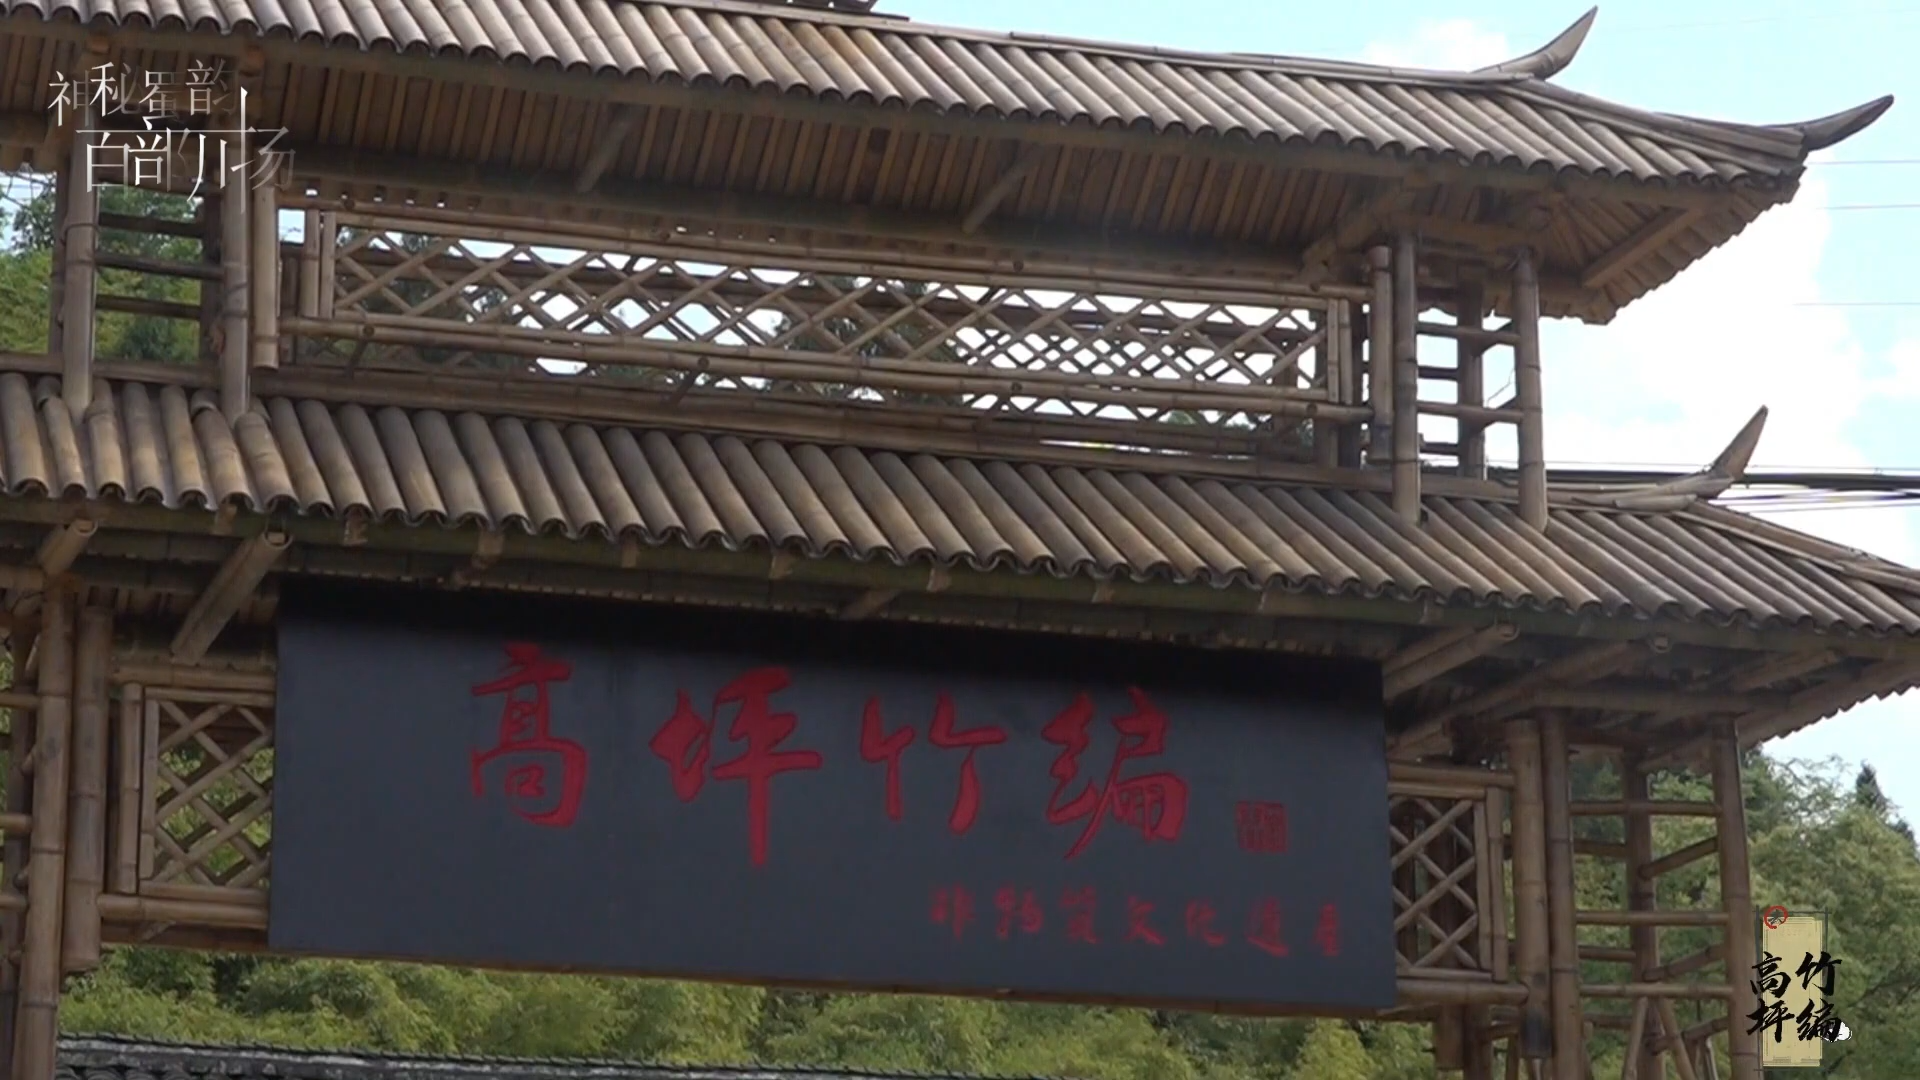 神秘蜀韵
百部川扬
高坪竹编
非物质文化遗产
高坪
竹编